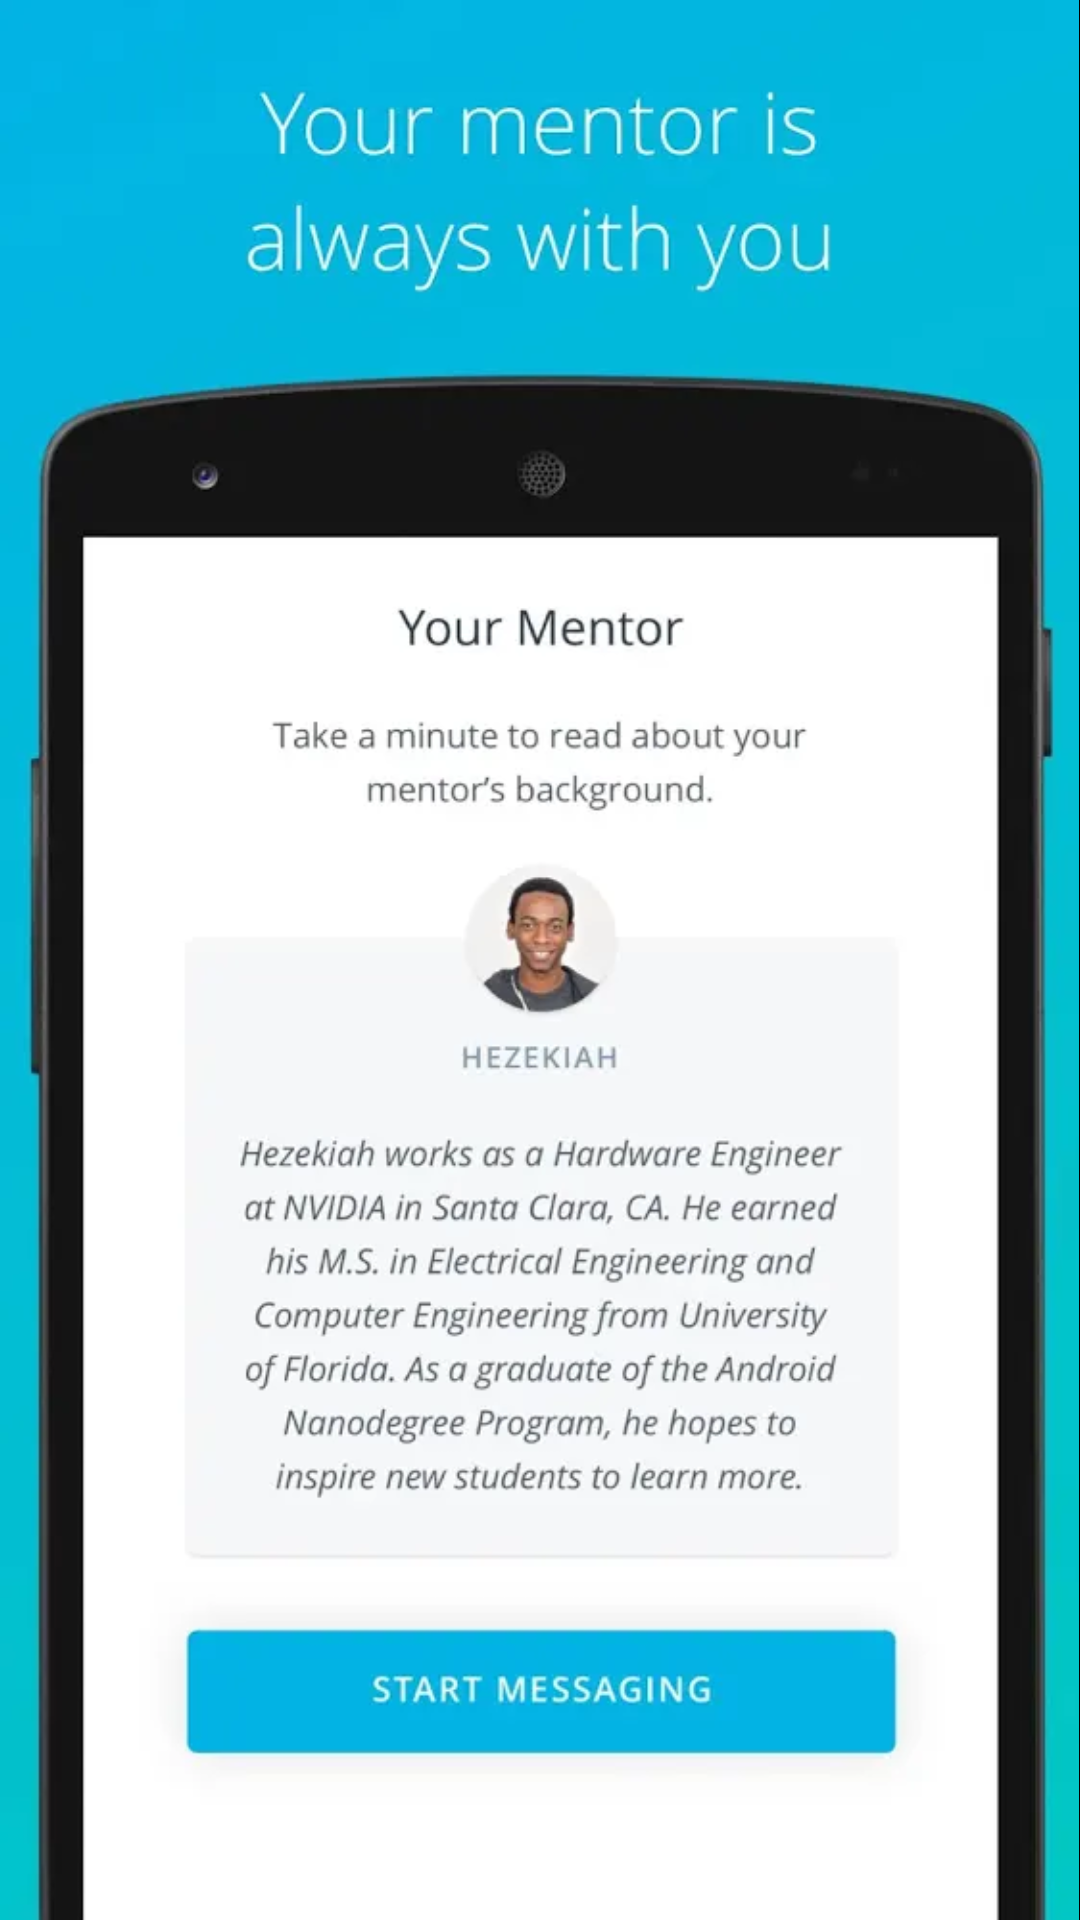 Your mentor is
always with you
Your Mentor
Take a minute to read about your
mentor’s background.
HEZEKIAH
Hezekiah works as a Hardware Engineer
at NVIDIA in Santa Clara, CA. He earned
his M.S. in Electrical Engineering and
Computer Engineering from University
of Florida. As a graduate of the Android
Nanodegree Program, he hopes to
inspire new students to learn more.
START MESSAGING